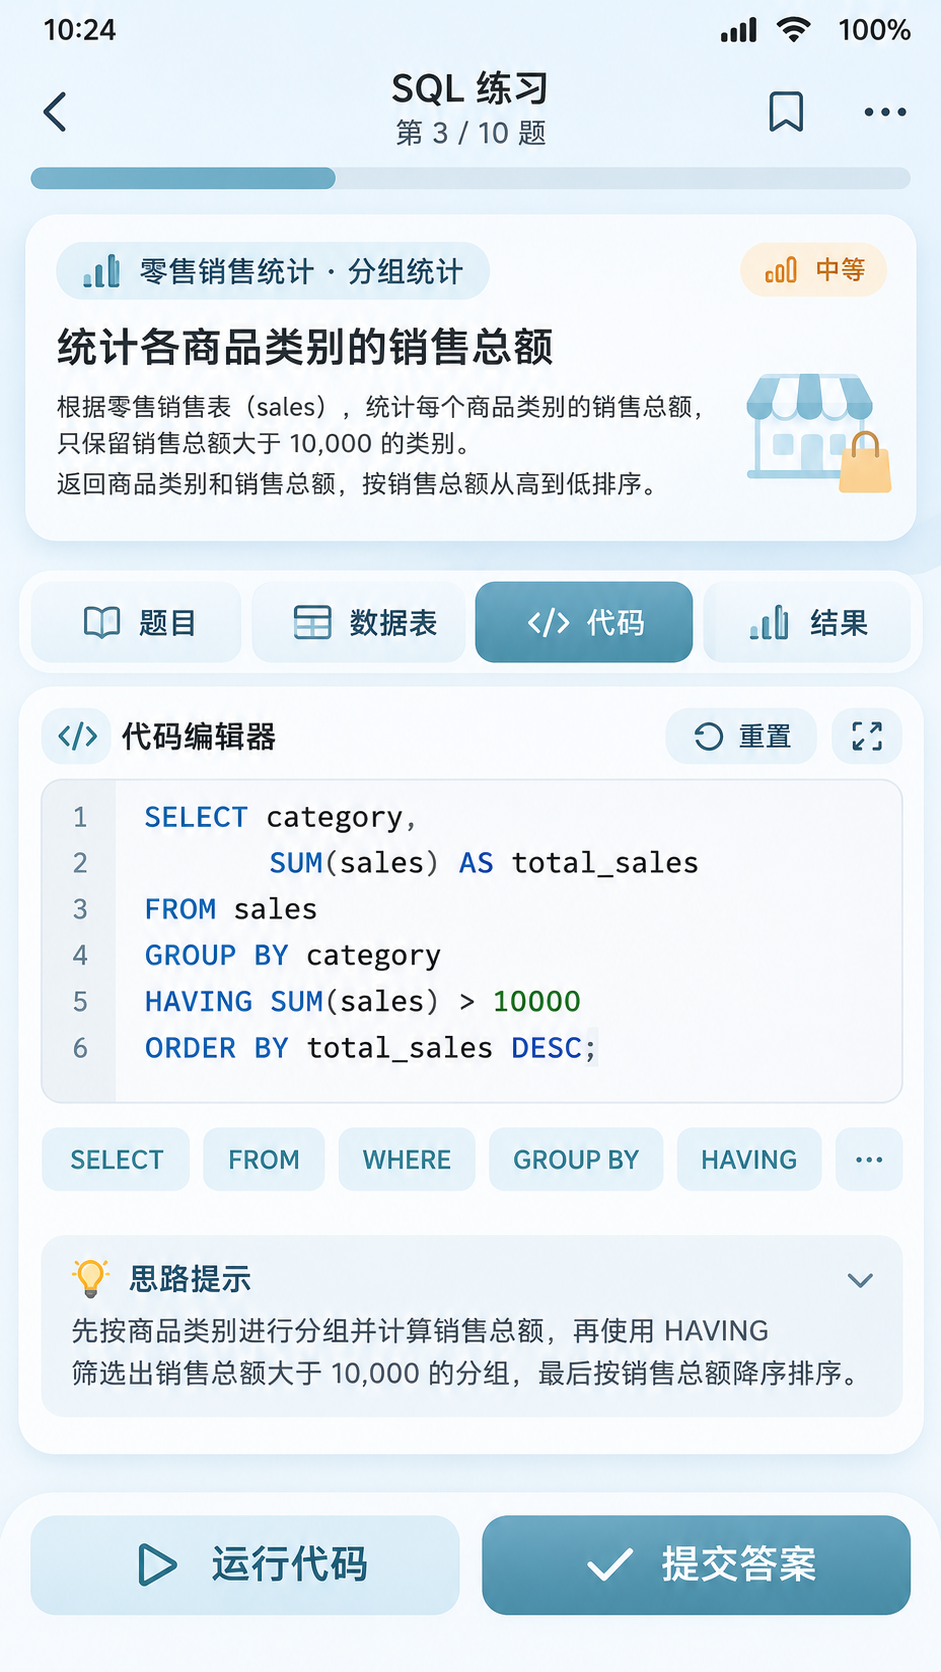 10:24
100%
SQL 练习
第 3 / 10 题
零售销售统计 · 分组统计
中等
统计各商品类别的销售总额
根据零售销售表（sales），统计每个商品类别的销售总额，
只保留销售总额大于 10,000 的类别。
返回商品类别和销售总额，按销售总额从高到低排序。
题目
数据表
</> 代码
结果
</> 代码编辑器
重置
1 SELECT category,
2 SUM(sales) AS total_sales
3 FROM sales
4 GROUP BY category
5 HAVING SUM(sales) > 10000
6 ORDER BY total_sales DESC;
SELECT
FROM
WHERE
GROUP BY
HAVING
思路提示
先按商品类别进行分组并计算销售总额，再使用 HAVING
筛选出销售总额大于 10,000 的分组，最后按销售总额降序排序。
运行代码
提交答案